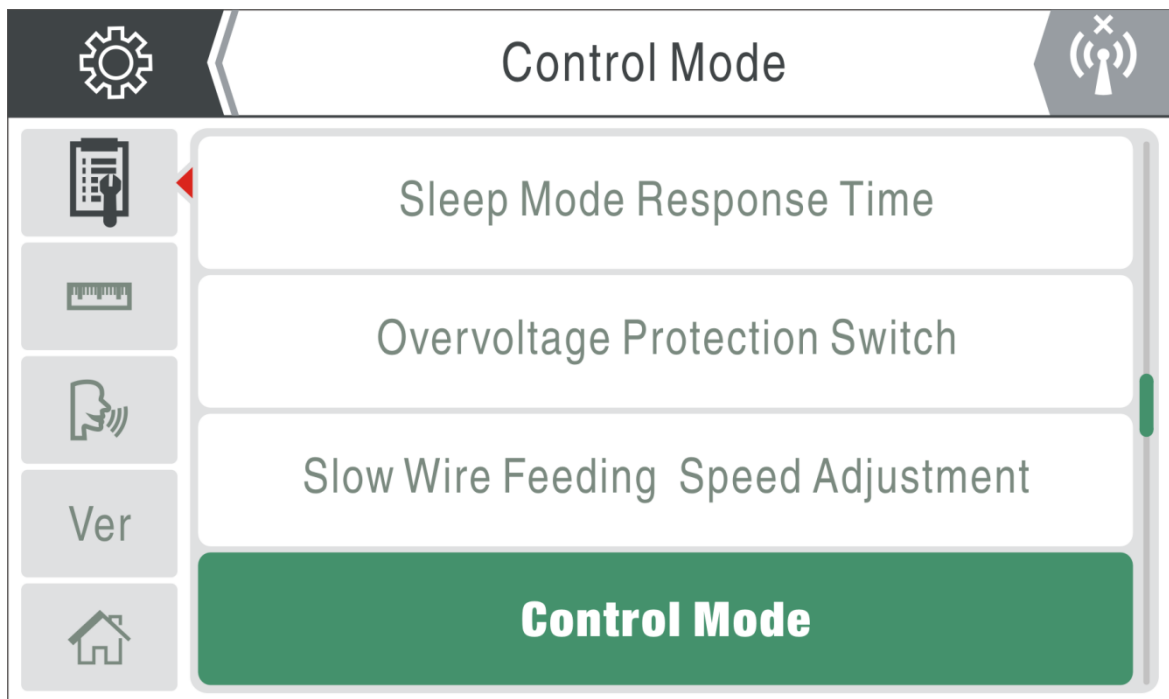 Control Mode
Sleep Mode Response Time
Overvoltage Protection Switch
Slow Wire Feeding  Speed Adjustment
Ver
Control Mode